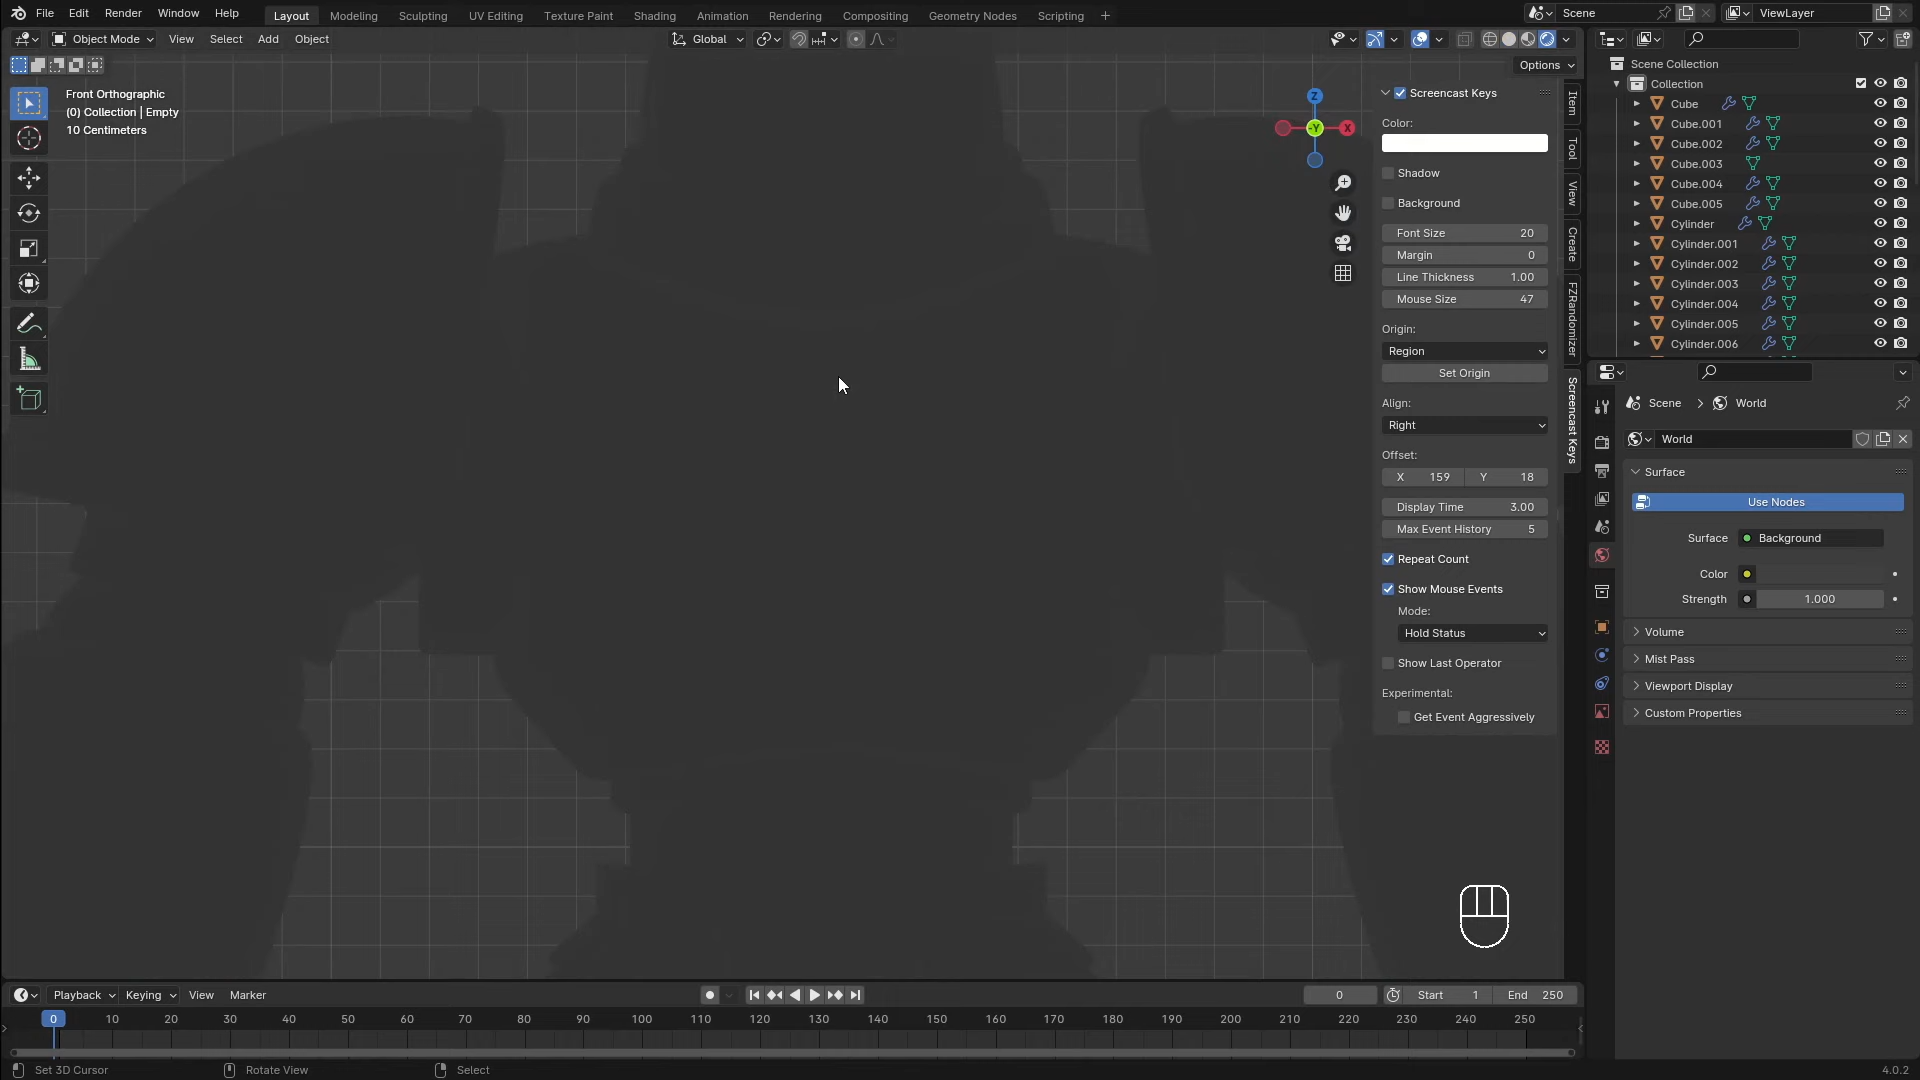 File Edit Render Window Help Layout Modeling Sculpting UV Editing Texture Paint Shading Animation Rendering Compositing Geometry Nodes Scripting + Scene ViewLayer
Object Mode View Select Add Object Global
Options
Front Orthographic
(0) Collection | Empty
10 Centimeters
Z
-Y
X
Screencast Keys
Color:
Shadow
Background
Font Size 20
Margin 0
Line Thickness 1.00
Mouse Size 47
Origin:
Region
Set Origin
Align:
Right
Offset:
X 159 Y 18
Display Time 3.00
Max Event History 5
Repeat Count
Show Mouse Events
Mode:
Hold Status
Show Last Operator
Experimental:
Get Event Aggressively
Item
Tool
View
Create
FZRandomizer
Screencast Keys
Scene Collection
Collection
Cube
Cube.001
Cube.002
Cube.003
Cube.004
Cube.005
Cylinder
Cylinder.001
Cylinder.002
Cylinder.003
Cylinder.004
Cylinder.005
Cylinder.006
Scene > World
World
Surface
Use Nodes
Surface Background
Color
Strength 1.000
Volume
Mist Pass
Viewport Display
Custom Properties
Playback Keying View Marker 0 Start 1 End 250
0 10 20 30 40 50 60 70 80 90 100 110 120 130 140 150 160 170 180 190 200 210 220 230 240 250
Set 3D Cursor Rotate View Select 4.0.2